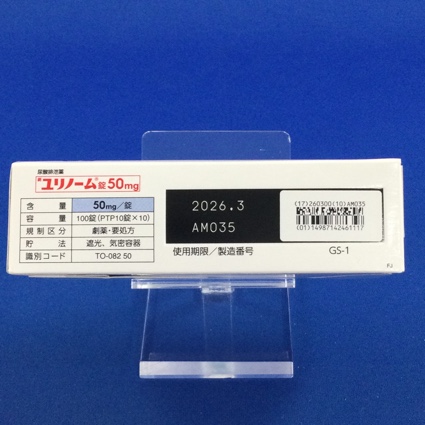 尿酸排泄薬
劇 ユリノーム®錠50mg
含量 50mg/錠
容量 100錠(PTP10錠×10)
規制区分 劇薬・要処方
貯法 遮光、気密容器
識別コード TO-082 50
2026.3
AM035
使用期限/製造番号
(17)260300(10)AM035
(01)14987142461117
GS-1